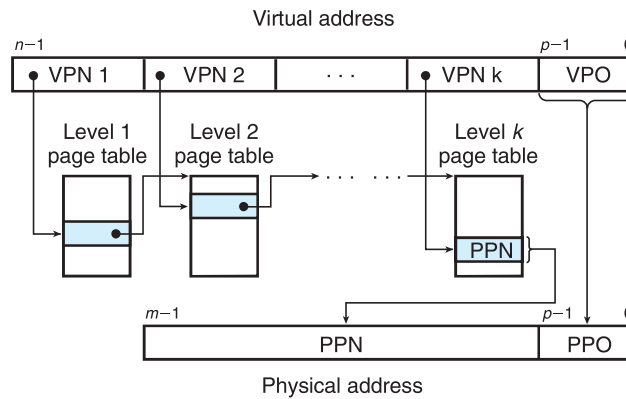 Virtual address
n−1 p−1
VPN 1 VPN 2 · · · VPN k VPO
Level 1 page table
Level 2 page table
Level k page table
· · · · · ·
PPN
m−1 p−1
PPN PPO
Physical address